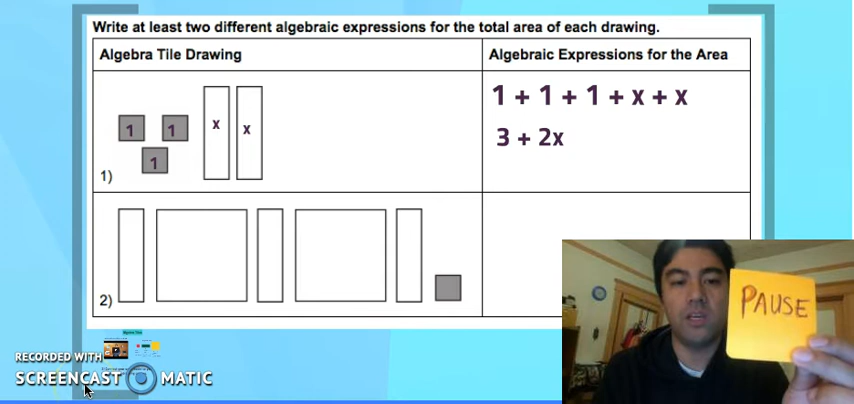 Write at least two different algebraic expressions for the total area of each drawing.
Algebra Tile Drawing
Algebraic Expressions for the Area
1 1 x x
1
1)
1 + 1 + 1 + x + x
3 + 2x
2)
PAUSE
RECORDED WITH
SCREENCAST MATIC